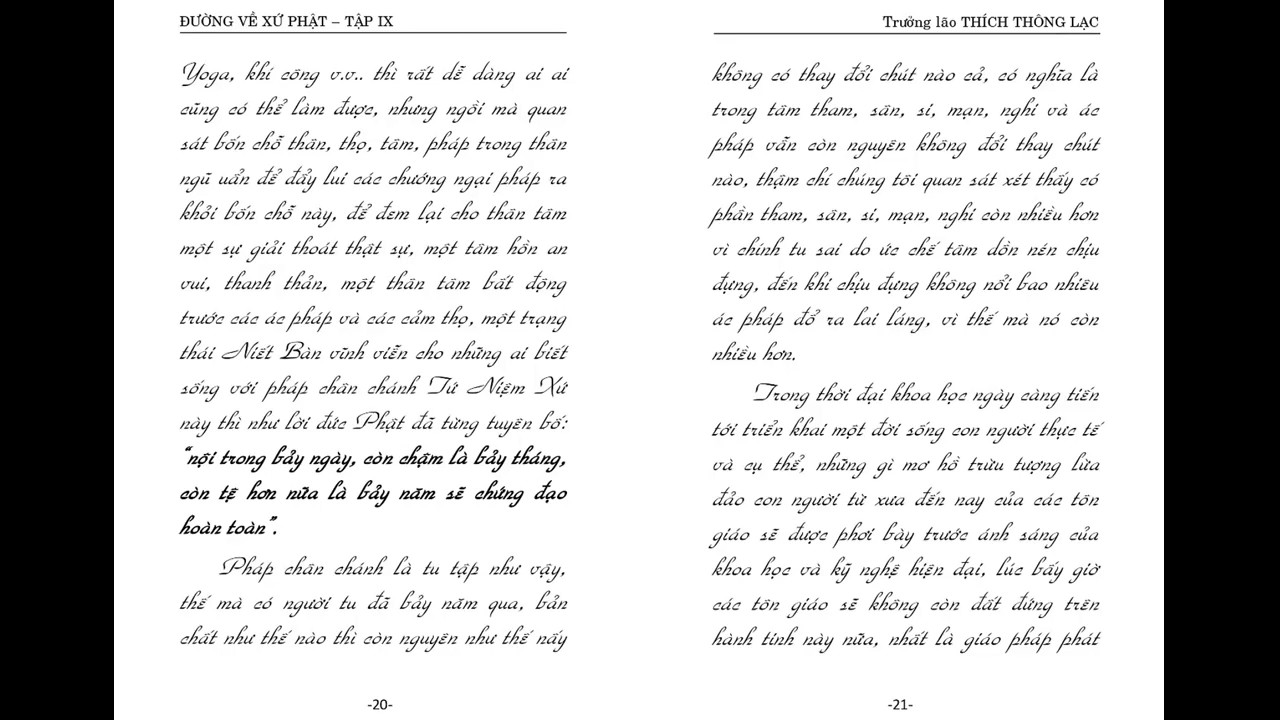 ĐƯỜNG VỀ XỨ PHẬT – TẬP IX
Yoga, khí công v.v.. thì rất dễ dàng ai ai
cũng có thể làm được, nhưng ngồi mà quan
sát bốn chỗ thân, thọ, tâm, pháp trong thân
ngũ uẩn để đẩy lui các chướng ngại pháp ra
khỏi bốn chỗ này, để đem lại cho thân tâm
một sự giải thoát thật sự, một tâm hồn an
vui, thanh thản, một thân tâm bất động
trước các ác pháp và các cảm thọ, một trạng
thái Niết Bàn vĩnh viễn cho những ai biết
sống với pháp chân chánh Tứ Niệm Xứ
này thì như lời đức Phật đã từng tuyên bố:
“nội trong bảy ngày, còn chậm là bảy tháng,
còn tệ hơn nữa là bảy năm sẽ chứng đạo
hoàn toàn”.
Pháp chân chánh là tu tập như vậy,
thế mà có người tu đã bảy năm qua, bản
chất như thế nào thì còn nguyên như thế nấy
-20-
Trưởng lão THÍCH THÔNG LẠC
không có thay đổi chút nào cả, có nghĩa là
trong tâm tham, sân, si, mạn, nghi và ác
pháp vẫn còn nguyên không đổi thay chút
nào, thậm chí chúng tôi quan sát xét thấy có
phần tham, sân, si, mạn, nghi còn nhiều hơn
vì chính tu sai do ức chế tâm dồn nén chịu
đựng, đến khi chịu đựng không nổi bao nhiêu
ác pháp đổ ra lai láng, vì thế mà nó còn
nhiều hơn.
Trong thời đại khoa học ngày càng tiến
tới triển khai một đời sống con người thực tế
và cụ thể, những gì mơ hồ trừu tượng lừa
đảo con người từ xưa đến nay của các tôn
giáo sẽ được phơi bày trước ánh sáng của
khoa học và kỹ nghệ hiện đại, lúc bấy giờ
các tôn giáo sẽ không còn đất đứng trên
hành tinh này nữa, nhất là giáo pháp phát
-21-